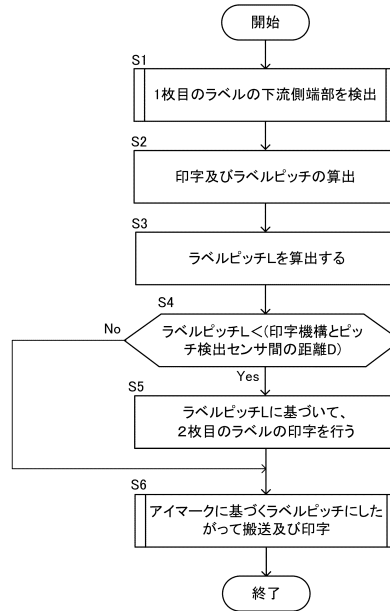 開始
S1
1枚目のラベルの下流側端部を検出
S2
印字及びラベルピッチの算出
S3
ラベルピッチLを算出する
S4
ラベルピッチL<(印字機構とピッ
チ検出センサ間の距離D)
No
Yes
S5
ラベルピッチLに基づいて、
2枚目のラベルの印字を行う
S6
アイマークに基づくラベルピッチにした
がって搬送及び印字
終了